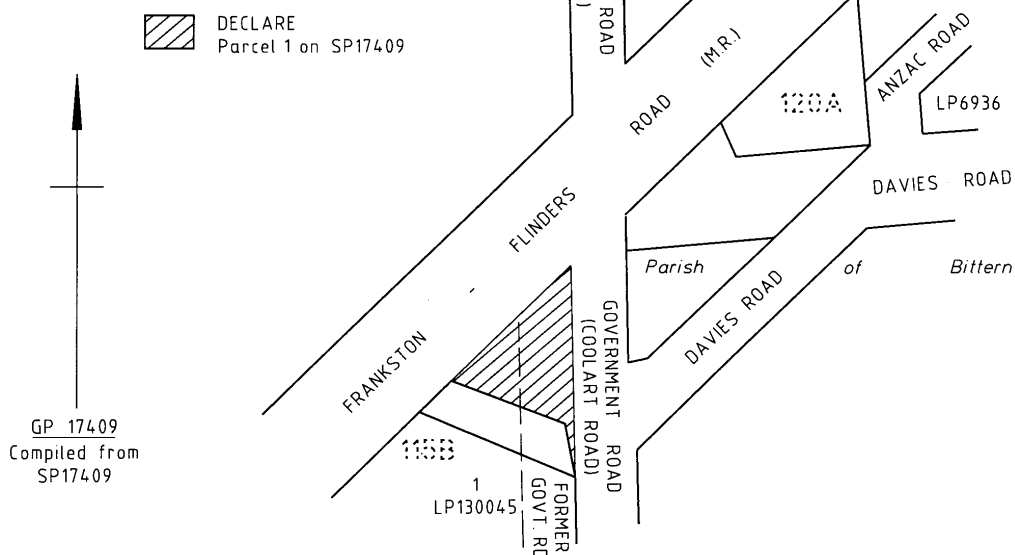 DECLARE
Parcel 1 on SP17409
ROAD
)
ROAD
(M.R.)
120A
ANZAC ROAD
LP6936
DAVIES ROAD
FLINDERS
Parish of Bittern
GOVERNMENT ROAD
(COOLART ROAD)
DAVIES ROAD
FRANKSTON
GP 17409
Compiled from
SP17409
115B
1
LP130045
FORMER
GOVT. RD